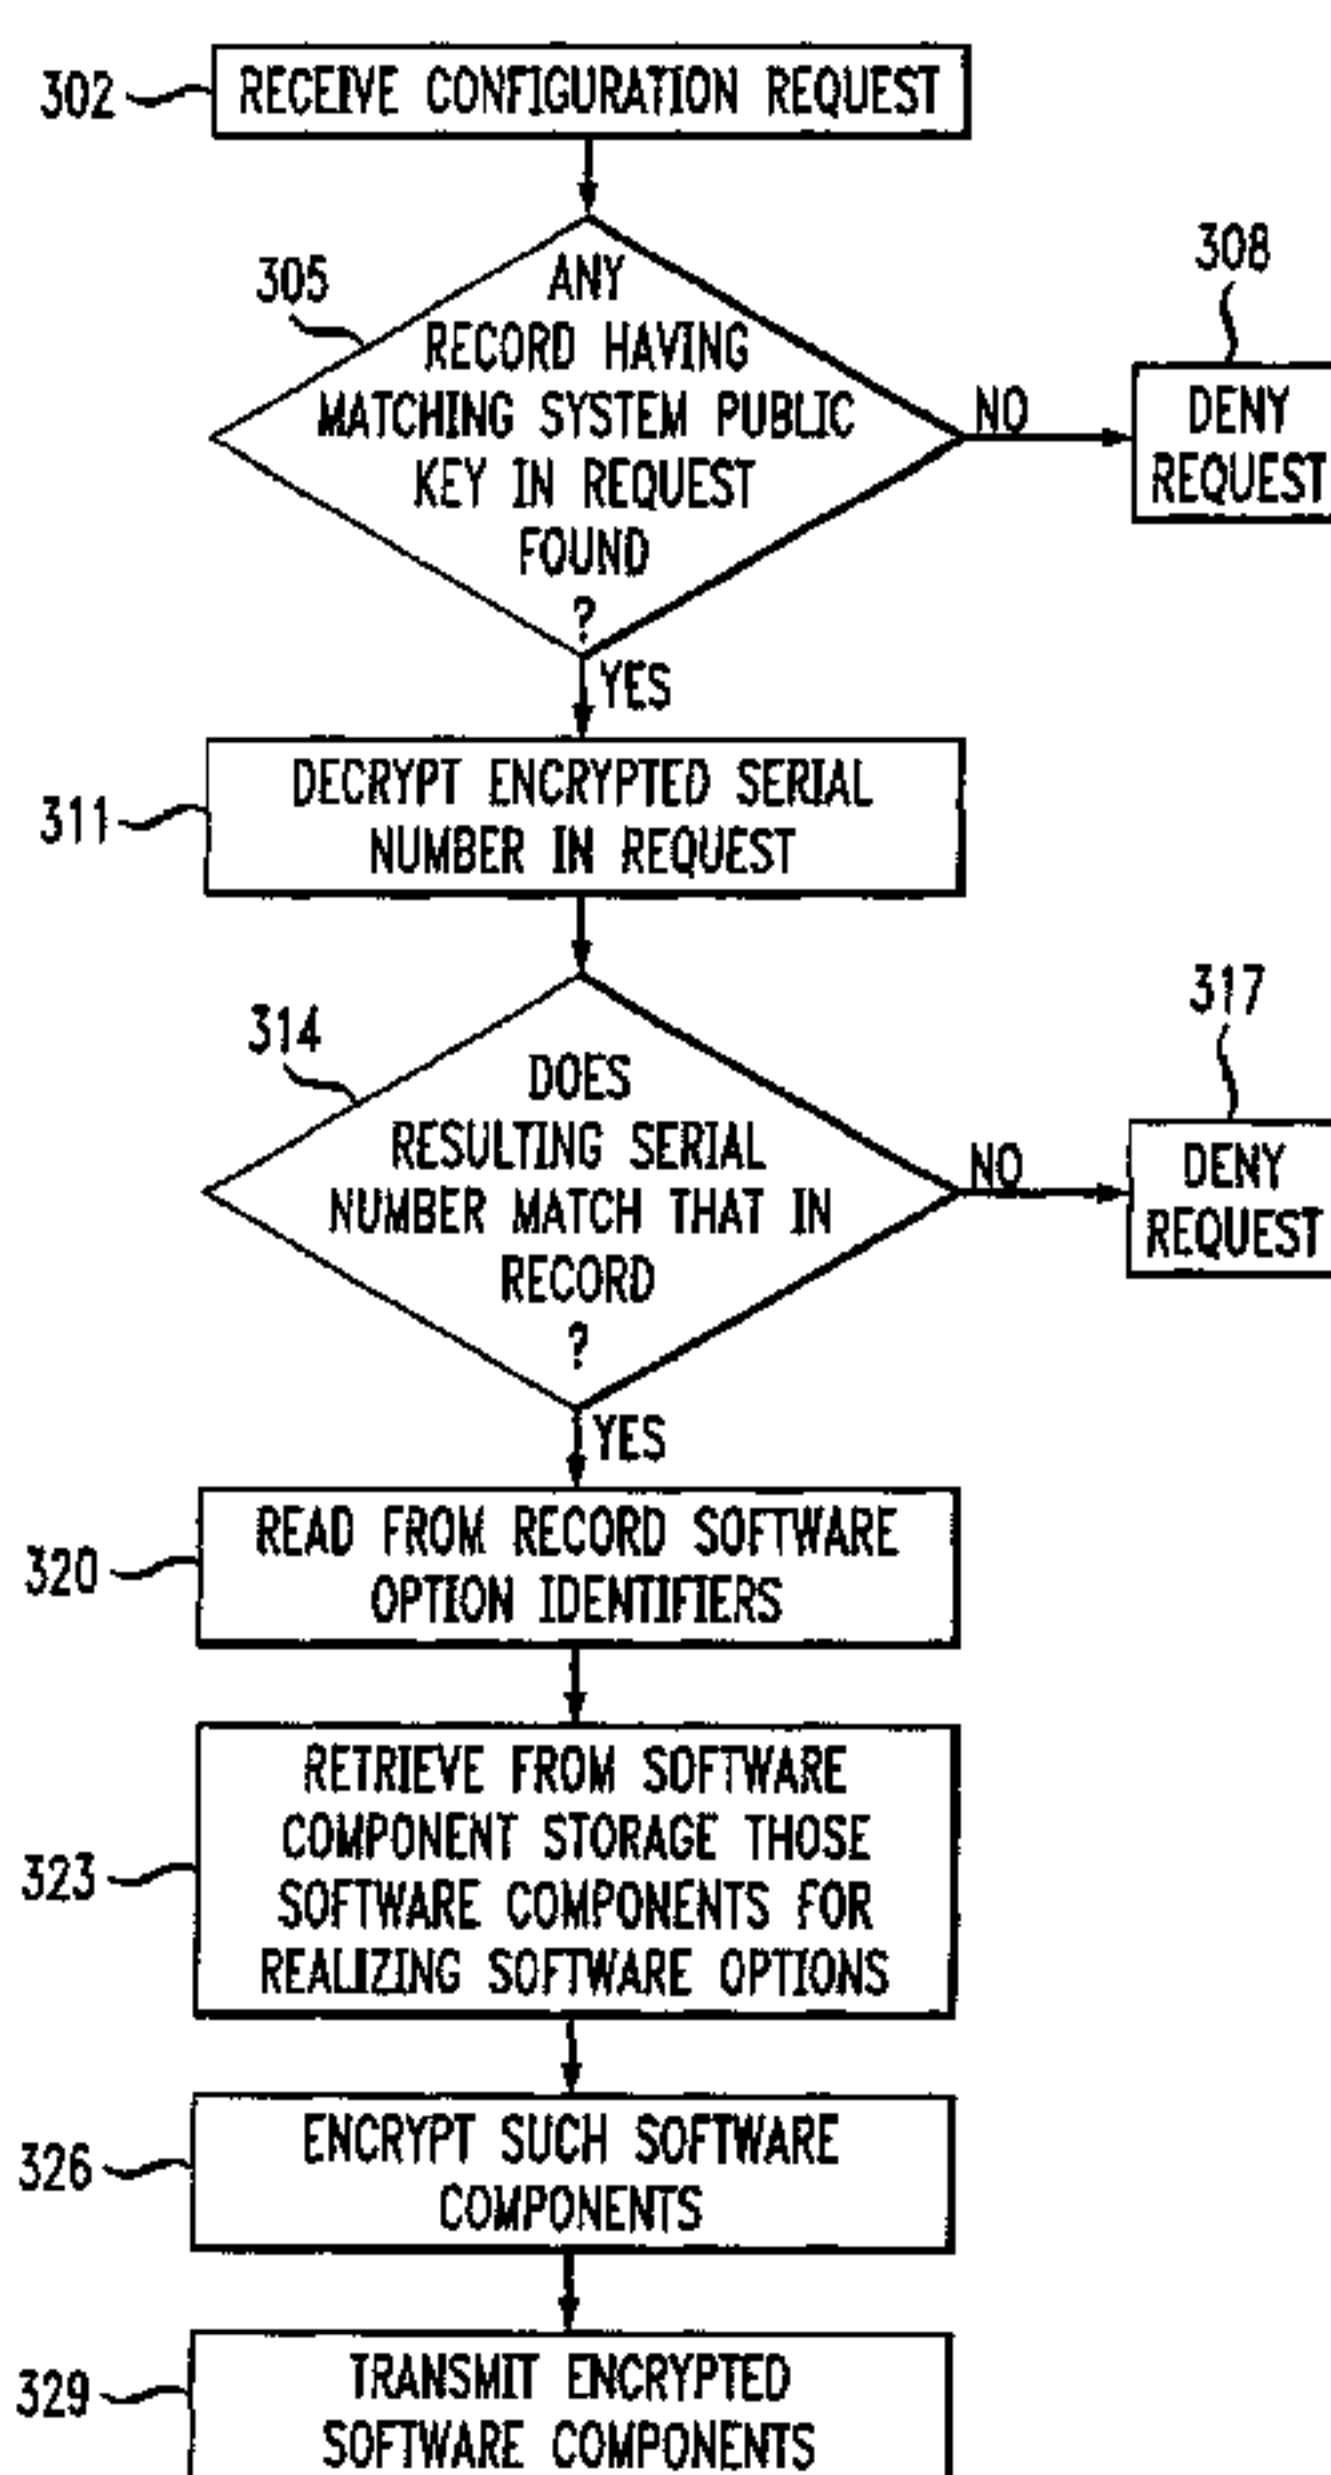 302
RECEIVE CONFIGURATION REQUEST
305
ANY
RECORD HAVING
MATCHING SYSTEM PUBLIC
KEY IN REQUEST
FOUND
?
NO
308
DENY
REQUEST
YES
311
DECRYPT ENCRYPTED SERIAL
NUMBER IN REQUEST
314
DOES
RESULTING SERIAL
NUMBER MATCH THAT IN
RECORD
?
NO
317
DENY
REQUEST
YES
320
READ FROM RECORD SOFTWARE
OPTION IDENTIFIERS
323
RETRIEVE FROM SOFTWARE
COMPONENT STORAGE THOSE
SOFTWARE COMPONENTS FOR
REALIZING SOFTWARE OPTIONS
326
ENCRYPT SUCH SOFTWARE
COMPONENTS
329
TRANSMIT ENCRYPTED
SOFTWARE COMPONENTS